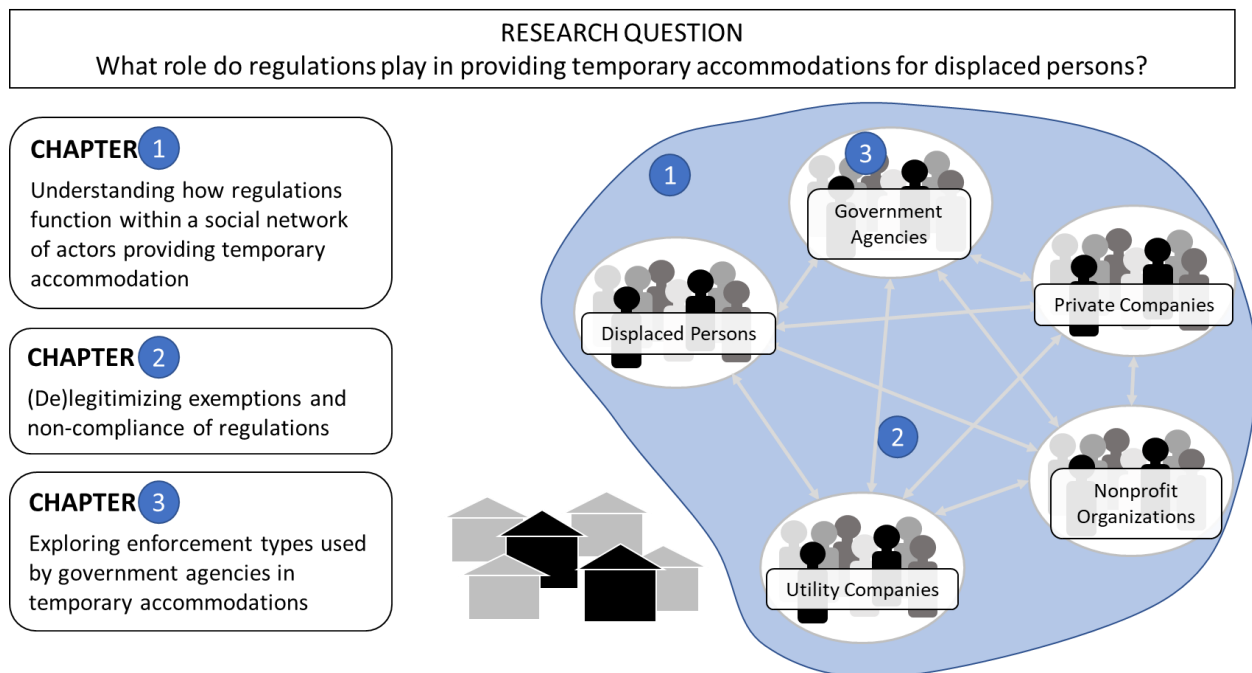 RESEARCH QUESTION
What role do regulations play in providing temporary accommodations for displaced persons?
CHAPTER 1
Understanding how regulations
function within a social network
of actors providing temporary
accommodation
CHAPTER 2
(De)legitimizing exemptions and
non-compliance of regulations
CHAPTER 3
Exploring enforcement types used
by government agencies in
temporary accommodations
1
3
Government
Agencies
Private Companies
Displaced Persons
2
Nonprofit
Organizations
Utility Companies